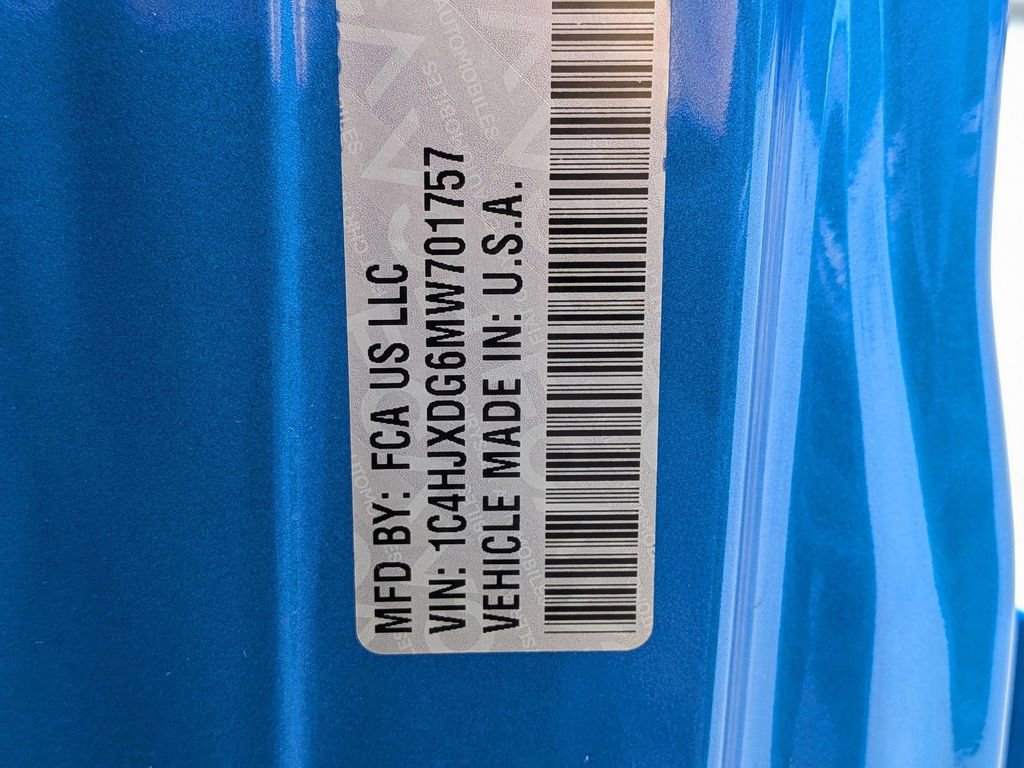 MFD BY: FCA US LLC
VIN: 1C4HJXDG6MW701757
VEHICLE MADE IN: U.S.A.